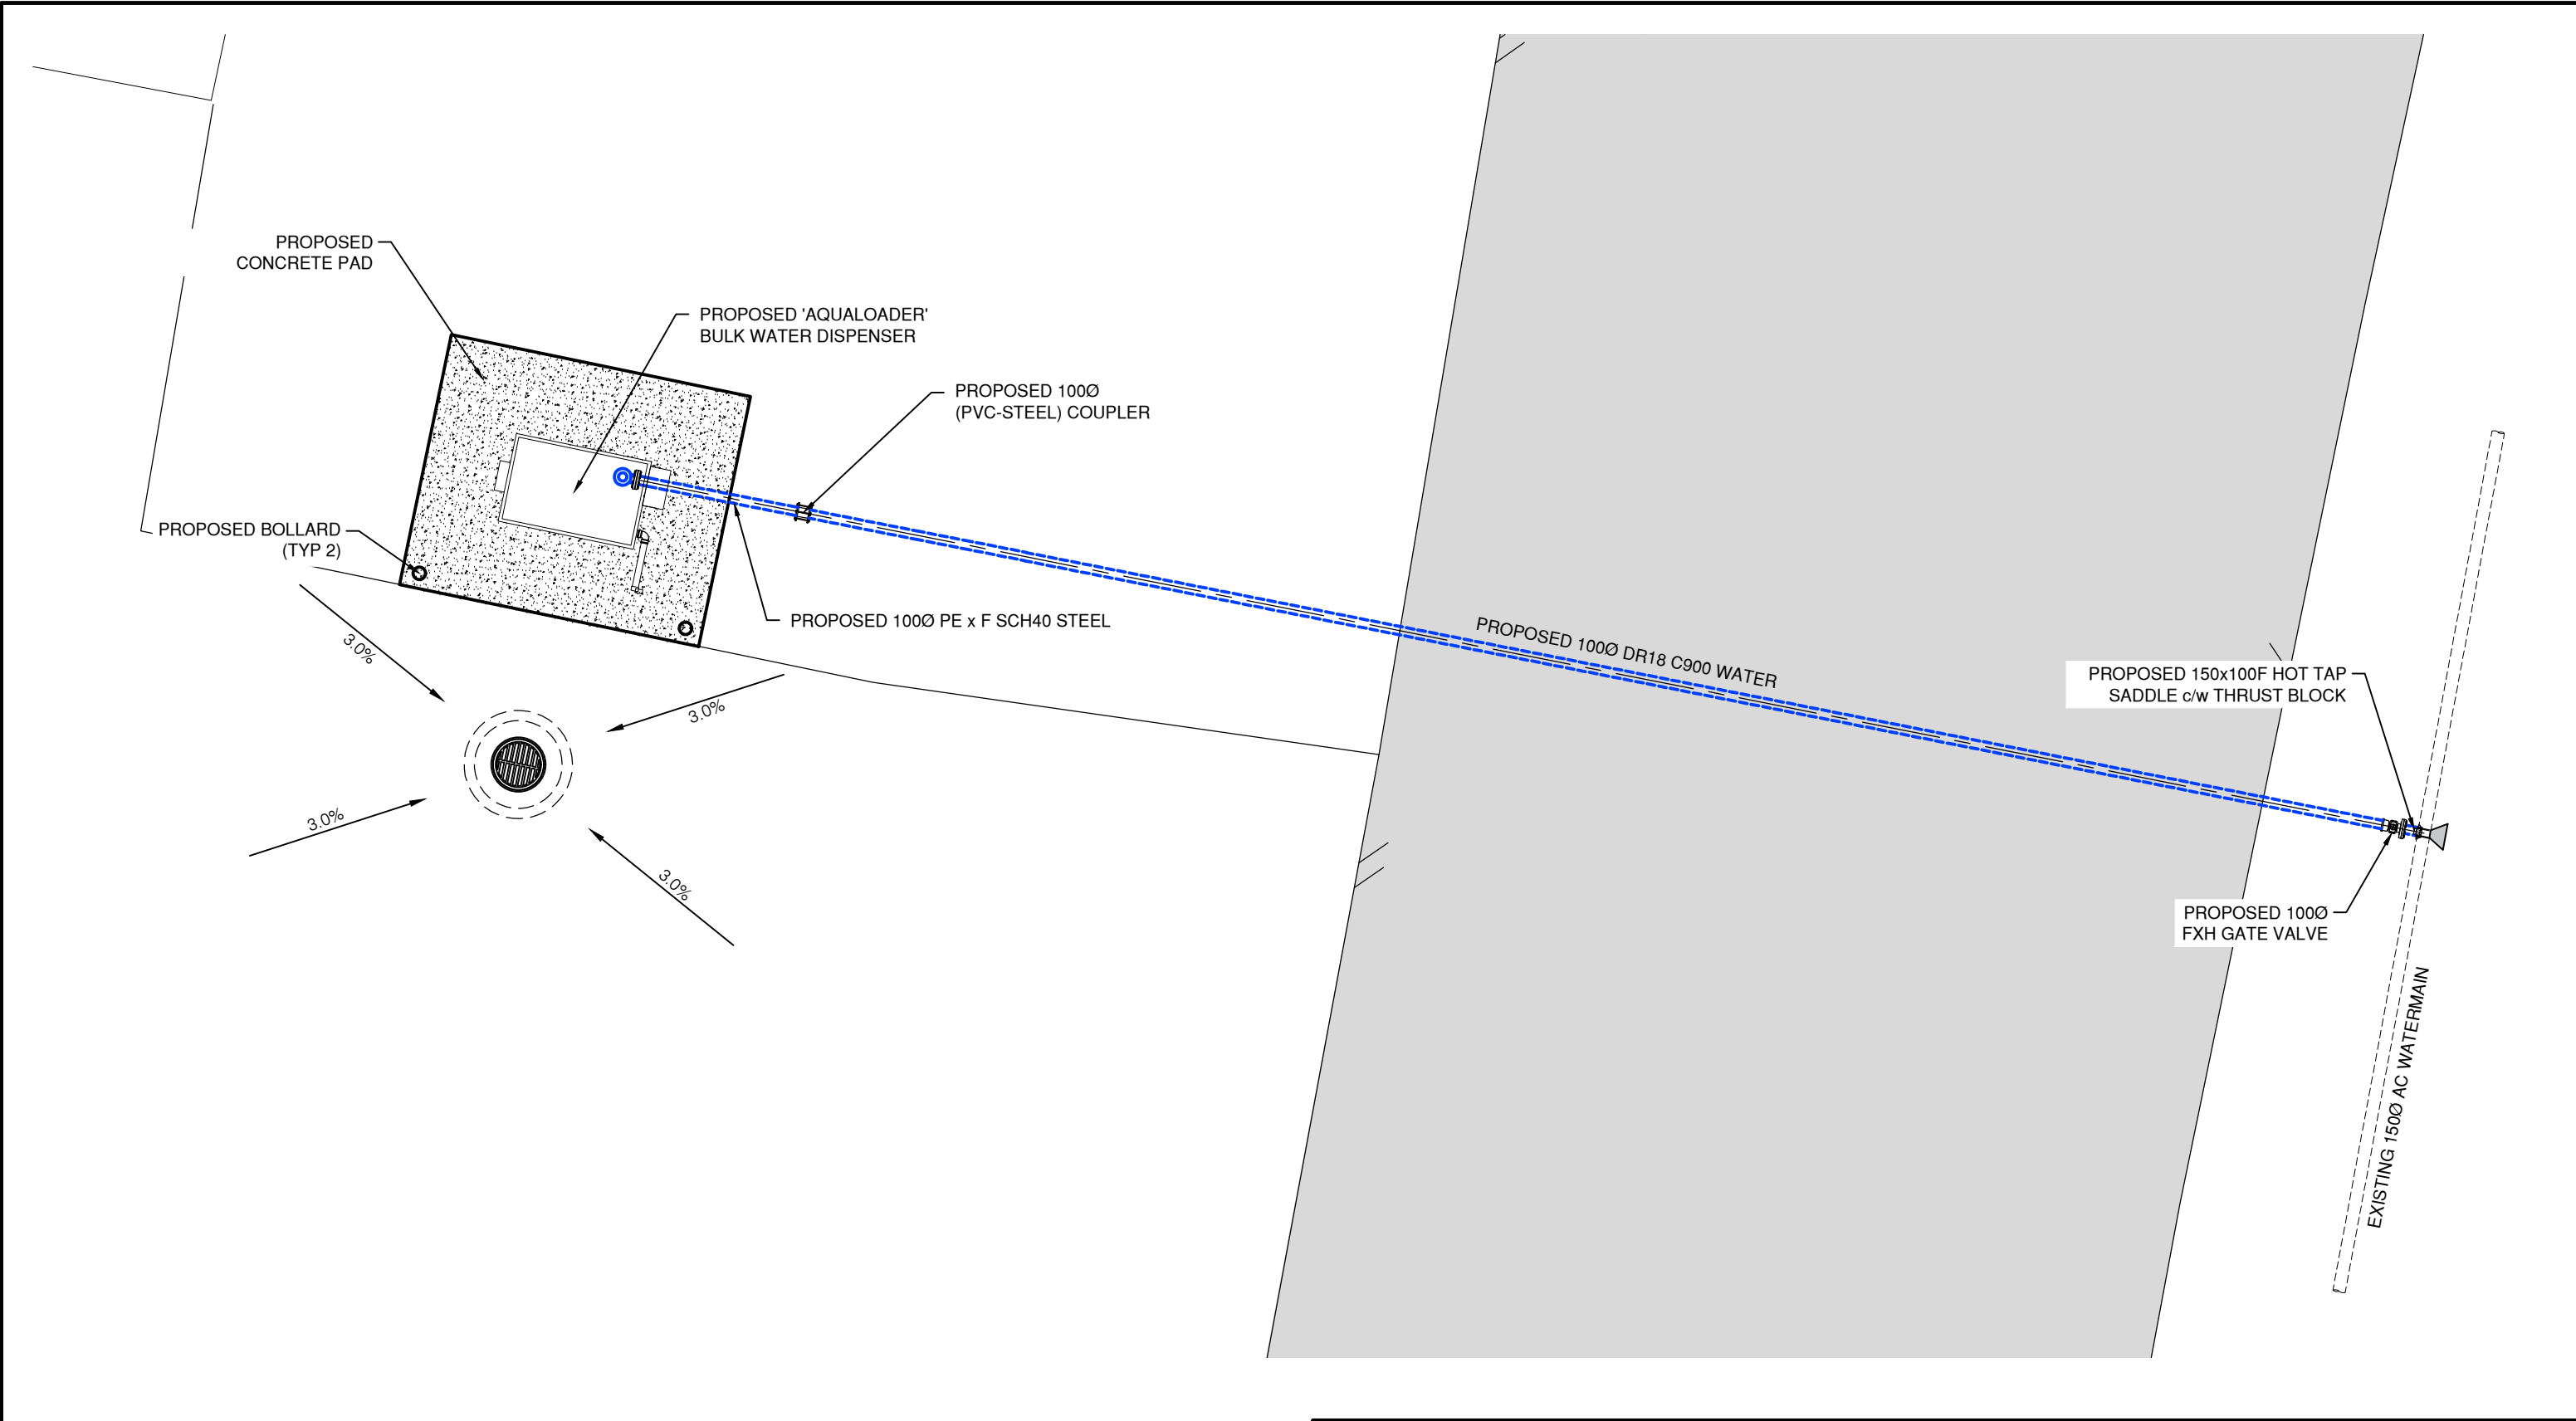 PROPOSED
CONCRETE PAD
PROPOSED 'AQUALOADER'
BULK WATER DISPENSER
PROPOSED 100Ø
(PVC-STEEL) COUPLER
PROPOSED BOLLARD
(TYP 2)
PROPOSED 100Ø PE x F SCH40 STEEL
PROPOSED 100Ø DR18 C900 WATER
PROPOSED 150x100F HOT TAP
SADDLE c/w THRUST BLOCK
3.0%
3.0%
3.0%
3.0%
PROPOSED 100Ø
FXH GATE VALVE
EXISTING 150Ø AC WATERMAIN